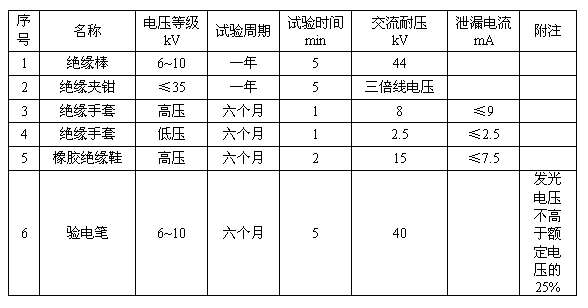 序号 名称 电压等级 kV 试验周期 试验时间 min 交流耐压 kV 泄漏电流 mA 附注
1 绝缘棒 6~10 一年 5 44
2 绝缘夹钳 ≤35 一年 5 三倍线电压
3 绝缘手套 高压 六个月 1 8 ≤9
4 绝缘手套 低压 六个月 1 2.5 ≤2.5
5 橡胶绝缘鞋 高压 六个月 2 15 ≤7.5
6 验电笔 6~10 六个月 5 40 发光电压不高于额定电压的25%